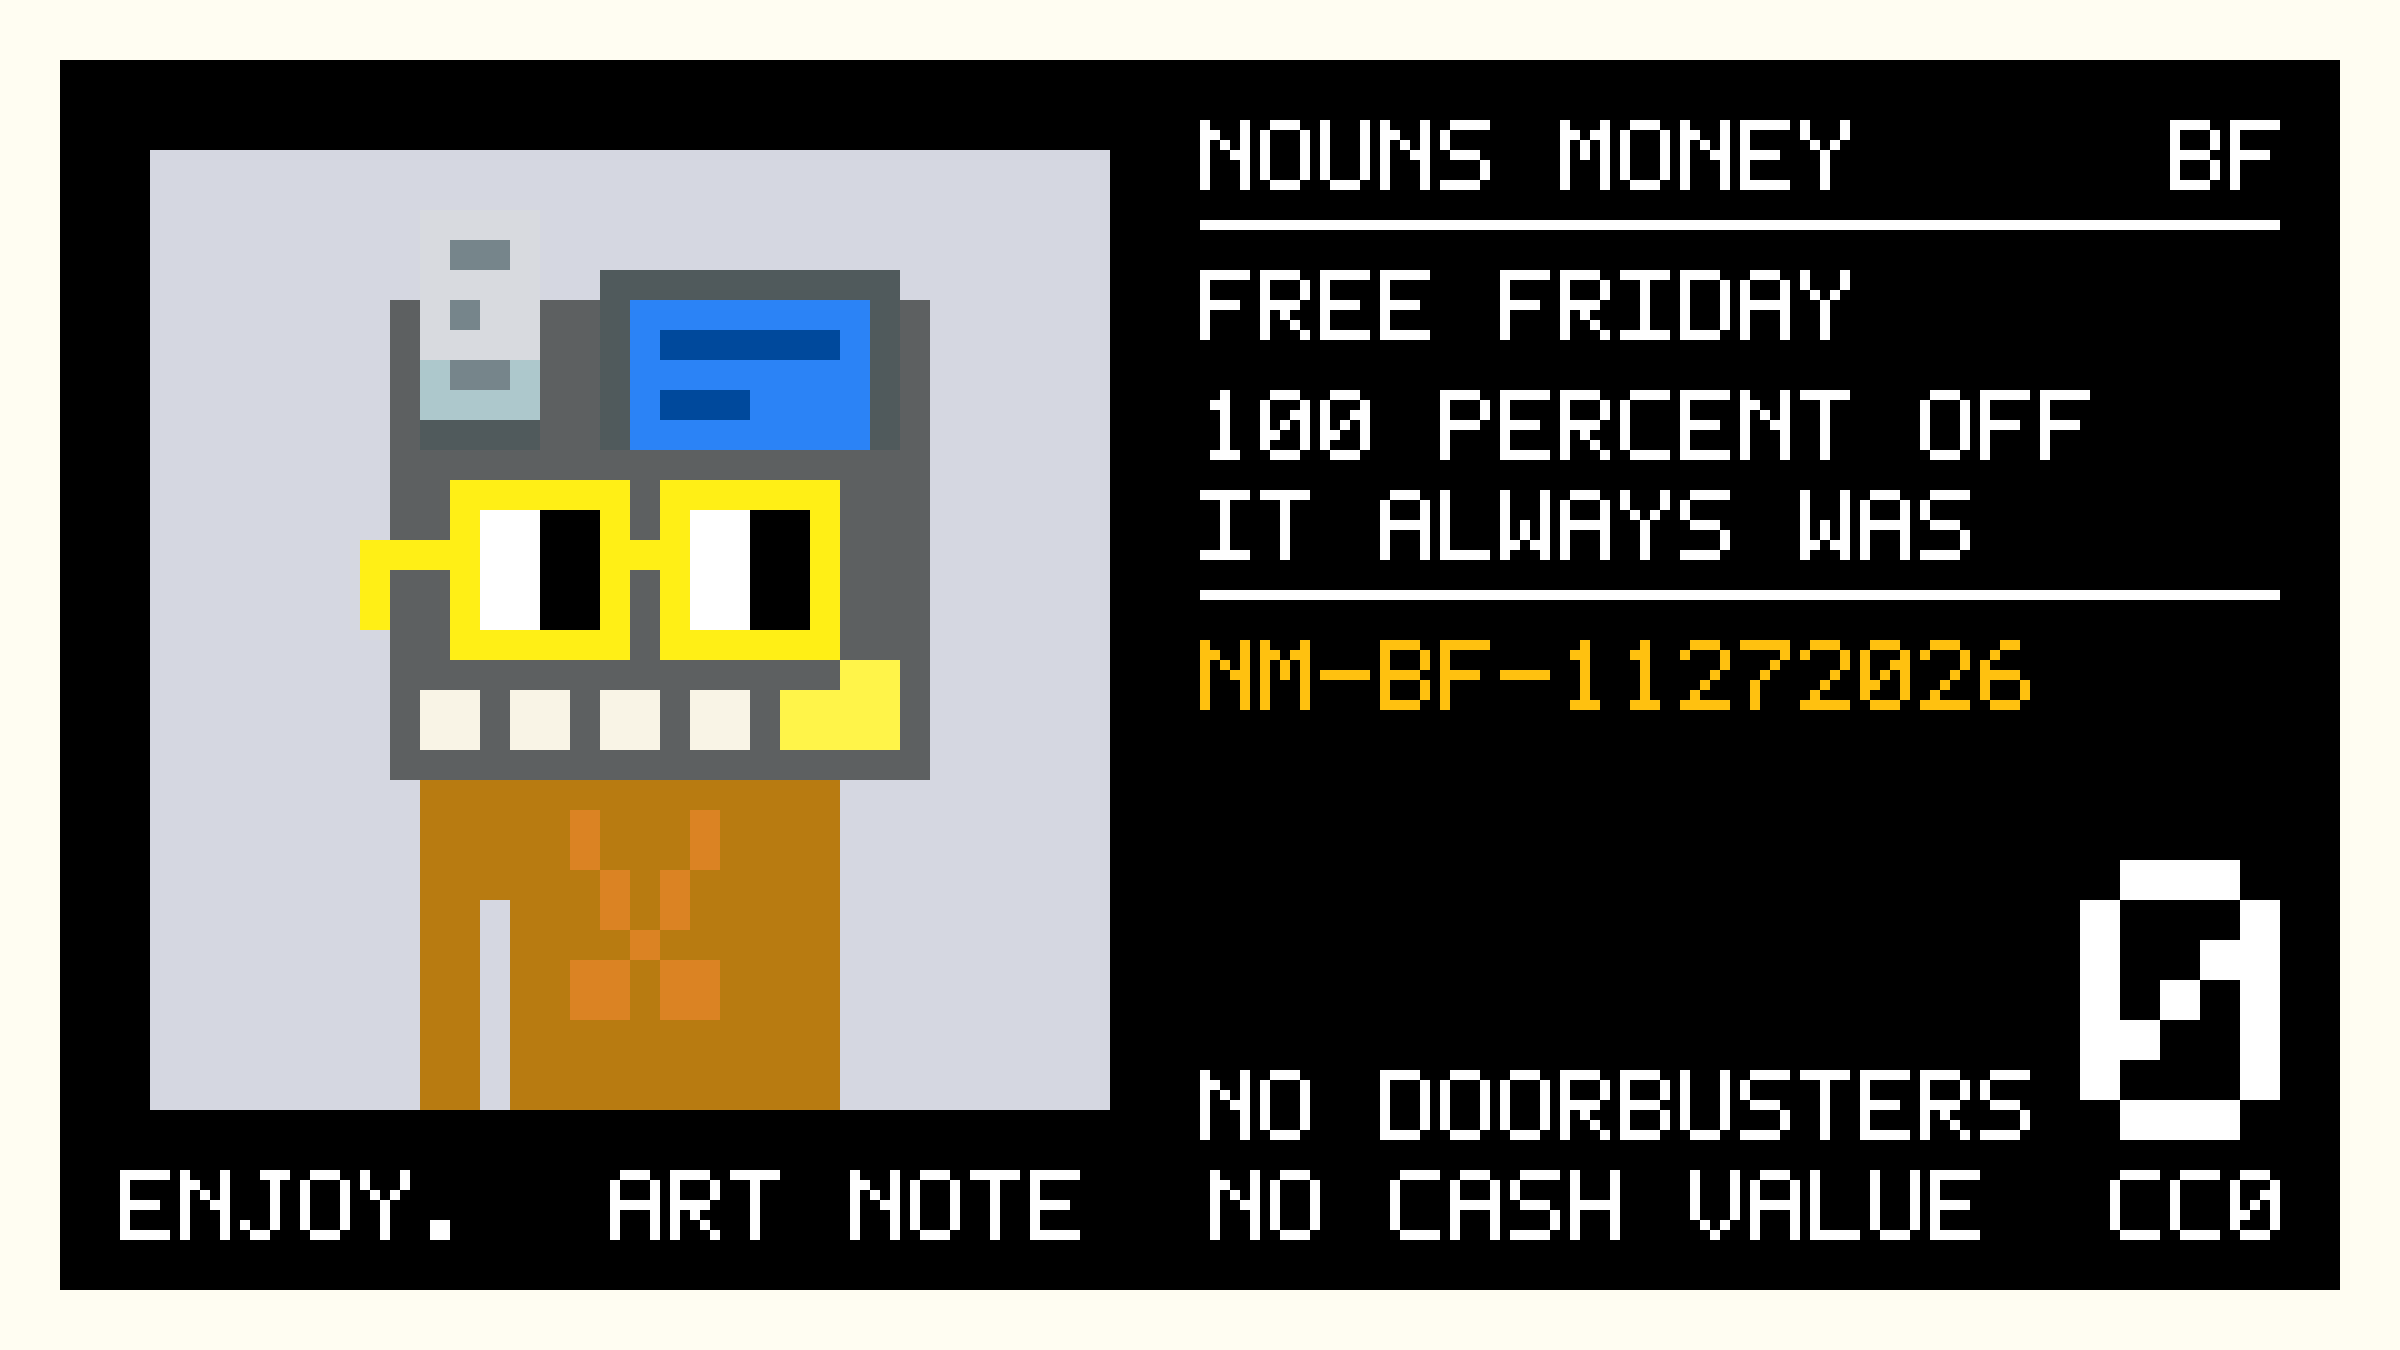 NOUNS MONEY BF
FREE FRIDAY
100 PERCENT OFF
IT ALWAYS WAS
NM-BF-11272026
0
NO DOORBUSTERS
ENJOY. ART NOTE NO CASH VALUE CC0